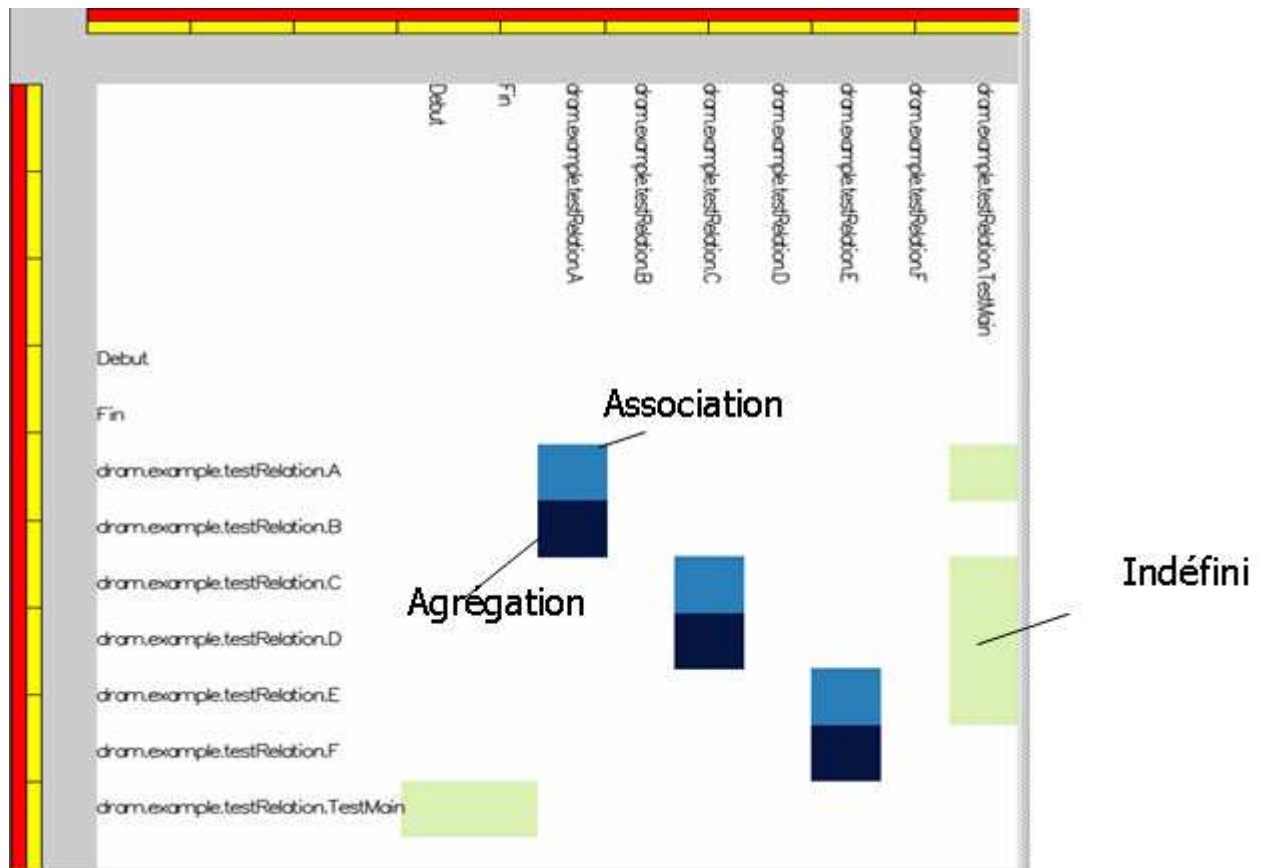 Debut
Fin
dram.example.testRelation.A
dram.example.testRelation.B
dram.example.testRelation.C
dram.example.testRelation.D
dram.example.testRelation.E
dram.example.testRelation.F
dram.example.testRelation.TestMain
Debut
Fin
Association
dram.example.testRelation.A
dram.example.testRelation.B
dram.example.testRelation.C
Indéfini
Agrégation
dram.example.testRelation.D
dram.example.testRelation.E
dram.example.testRelation.F
dram.example.testRelation.TestMain